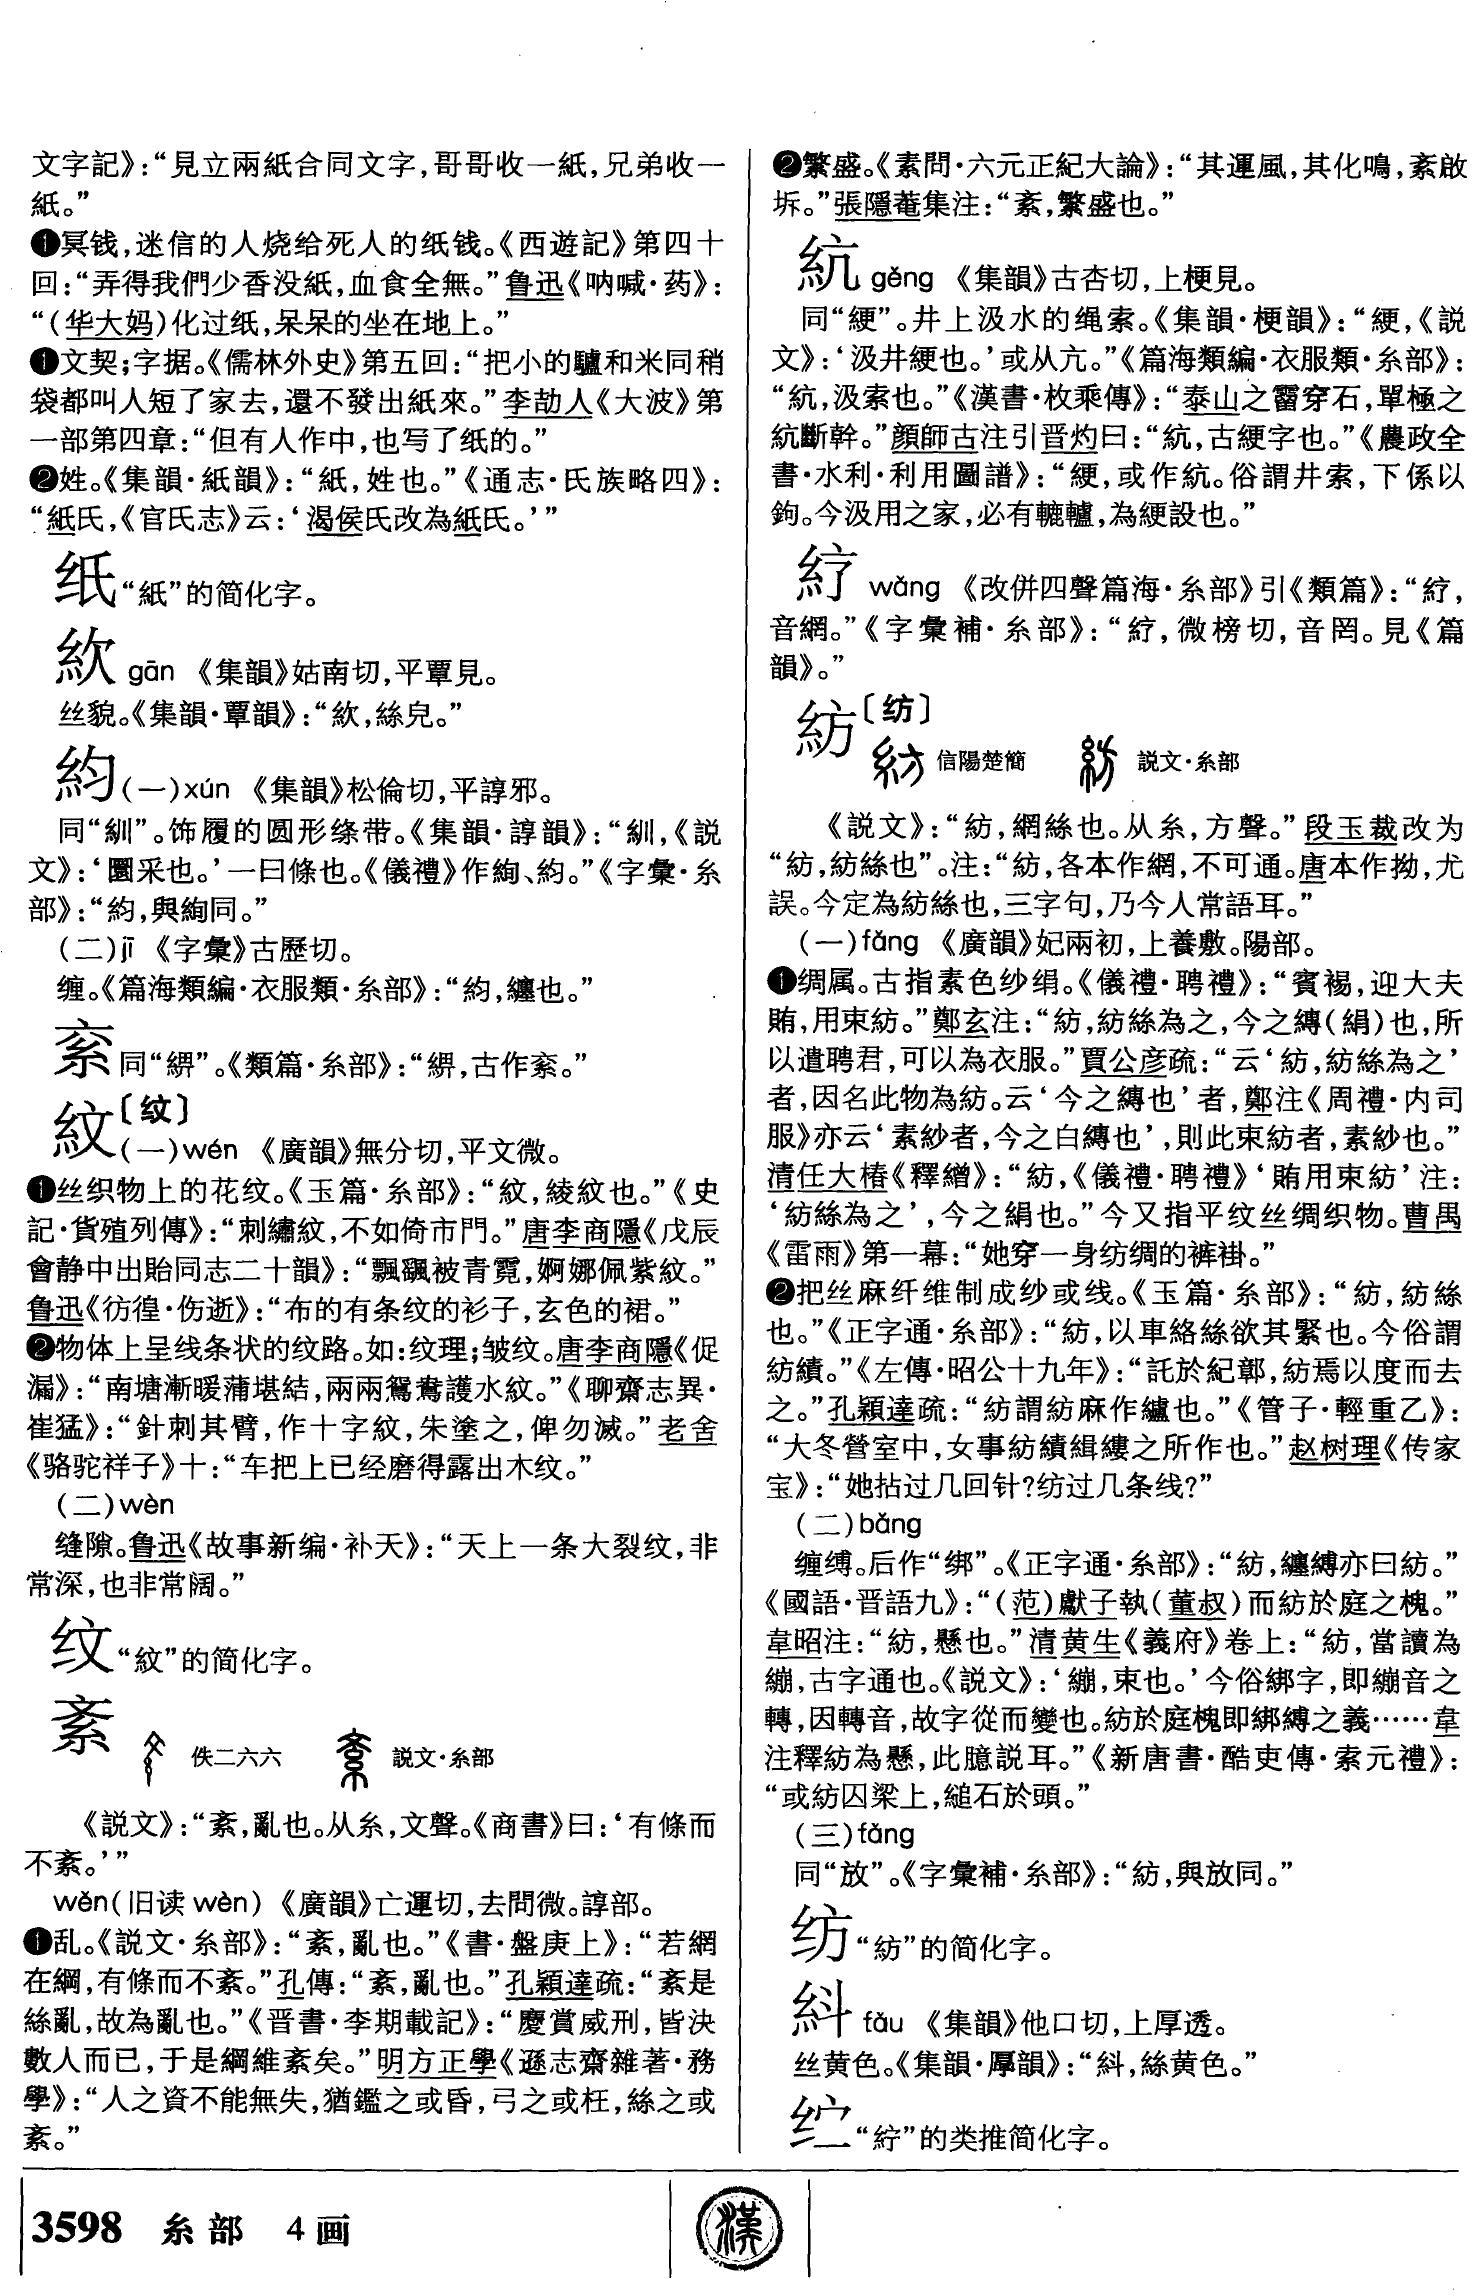 文字記》：“見立兩紙合同文字，哥哥收一紙，兄弟收一
紙。”
❶冥钱，迷信的人烧给死人的纸钱。《西遊記》第四十
回：“弄得我們少香没紙，血食全無。”鲁迅《呐喊·药》：
“（华大妈）化过纸，呆呆的坐在地上。”
❶文契；字据。《儒林外史》第五回：“把小的驢和米同稍
袋都叫人短了家去，還不發出紙來。”李劼人《大波》第
一部第四章：“但有人作中，也写了纸的。”
❷姓。《集韻·紙韻》：“紙，姓也。”《通志·氏族略四》：
“紙氏，《官氏志》云：‘渴侯氏改為紙氏。’”
纸“紙”的简化字。
䊻 gān 《集韻》姑南切，平覃見。
丝貌。《集韻·覃韻》：“䊻，絲皃。”
㒺（一）xún 《集韻》松倫切，平諄邪。
同“紃”。饰履的圆形绦带。《集韻·諄韻》：“紃，《説
文》：‘圜采也。’一曰條也。《儀禮》作絢、䊺。”《字彙·糸
部》：“䊺，與絢同。”
（二）jī 《字彙》古歷切。
缠。《篇海類編·衣服類·糸部》：“䊺，纏也。”
同“緥”。《類篇·糸部》：“古作。”
紋〔纹〕
（一）wén 《廣韻》無分切，平文微。
❶丝织物上的花纹。《玉篇·糸部》：“紋，綾紋也。”《史
記·貨殖列傳》：“刺繡紋，不如倚市門。”唐李商隱《戊辰
會静中出貽同志二十韻》：“飄飖被青霓，婀娜佩紫紋。”
鲁迅《彷徨·伤逝》：“布的有条纹的衫子，玄色的裙。”
❷物体上呈线条状的纹路。如：纹理；皱纹。唐李商隱《促
漏》：“南塘漸暖蒲堪結，兩兩鴛鴦護水紋。”《聊齋志異·
崔猛》：“針刺其臂，作十字紋，朱塗之，俾勿滅。”老舍
《骆驼祥子》十：“车把上已经磨得露出木纹。”
（二）wèn
缝隙。鲁迅《故事新编·补天》：“天上一条大裂纹，非
常深，也非常阔。”
纹“紋”的简化字。
紊 佚二六六 説文·糸部
《説文》：“紊，亂也。从糸，文聲。《商書》曰：‘有條而
不紊。’”
wěn（旧读 wèn） 《廣韻》亡運切，去問微。諄部。
❶乱。《説文·糸部》：“紊，亂也。”《書·盤庚上》：“若網
在綱，有條而不紊。”孔傳：“紊，亂也。”孔穎達疏：“紊是
絲亂，故為亂也。”《晋書·李期載記》：“慶賞威刑，皆決
數人而已，于是綱維紊矣。”明方正學《遜志齋雜著·務
學》：“人之資不能無失，猶鑑之或昏，弓之或枉，絲之或
紊。”
❷繁盛。《素問·六元正紀大論》：“其運風，其化鳴，紊啟
坼。”張隱菴集注：“紊，繁盛也。”
䊁 gěng 《集韻》古杏切，上梗見。
同“綆”。井上汲水的绳索。《集韻·梗韻》：“綆，《説
文》：‘汲井綆也。’或从亢。”《篇海類編·衣服類·糸部》：
“紞，汲索也。”《漢書·枚乘傳》：“泰山之霤穿石，單極之
斷幹。”顔師古注引晋灼曰：“古綆字也。”《農政全
書·水利·利用圖譜》：“綆，或作。俗謂井索，下係以
鉤。今汲用之家，必有轆轤，為綆設也。”
wǎng 《改併四聲篇海·糸部》引《類篇》：“
音網。”《字彙補·糸部》：“微榜切，音罔。見《篇
韻》。”
紡〔纺〕
信陽楚簡 説文·糸部
《説文》：“紡，網絲也。从糸，方聲。”段玉裁改为
“紡，紡絲也”。注：“紡，各本作網，不可通。唐本作拗，尤
誤。今定為紡絲也，三字句，乃今人常語耳。”
（一）fǎng 《廣韻》妃兩初，上養敷。陽部。
❶绸属。古指素色纱绢。《儀禮·聘禮》：“賓裼，迎大夫
賄，用束紡。”鄭玄注：“紡，紡絲為之，今之縳（絹）也，所
以遺聘君，可以為衣服。”賈公彦疏：“云‘紡，紡絲為之’
者，因名此物為紡。云‘今之縳也’者，鄭注《周禮·内司
服》亦云‘素紗者，今之白縳也’，則此束紡者，素紗也。”
清任大椿《釋繒》：“紡，《儀禮·聘禮》‘賄用束紡’注：
‘紡絲為之’，今之絹也。”今又指平纹丝绸织物。曹禺
《雷雨》第一幕：“她穿一身纺绸的裤褂。”
❷把丝麻纤维制成纱或线。《玉篇·糸部》：“紡，紡絲
也。”《正字通·糸部》：“紡，以車絡絲欲其緊也。今俗謂
紡績。”《左傳·昭公十九年》：“託於紀鄣，紡焉以度而去
之。”孔穎達疏：“紡謂紡麻作纑也。”《管子·輕重乙》：
“大冬營室中，女事紡績緝縷之所作也。”赵树理《传家
宝》：“她拈过几回针？纺过几条线？”
（二）bǎng
缠缚。后作“绑”。《正字通·糸部》：“紡，纏縛亦曰紡。”
《國語·晋語九》：“（范）獻子執（董叔）而紡於庭之槐。”
韋昭注：“紡，懸也。”清黄生《義府》卷上：“紡，當讀為
繃，古字通也。《説文》：‘繃，束也。’今俗綁字，即繃音之
轉，因轉音，故字從而變也。紡於庭槐即綁縛之義……韋
注釋紡為懸，此臆説耳。”《新唐書·酷吏傳·索元禮》：
“或紡囚梁上，縋石於頭。”
（三）fǎng
同“放”。《字彙補·糸部》：“紡，與放同。”
纺“紡”的简化字。
紏 tǒu 《集韻》他口切，上厚透。
丝黄色。《集韻·厚韻》：“紏，絲黄色。”
纻“紵”的类推简化字。
3598 糸部 4画
漢